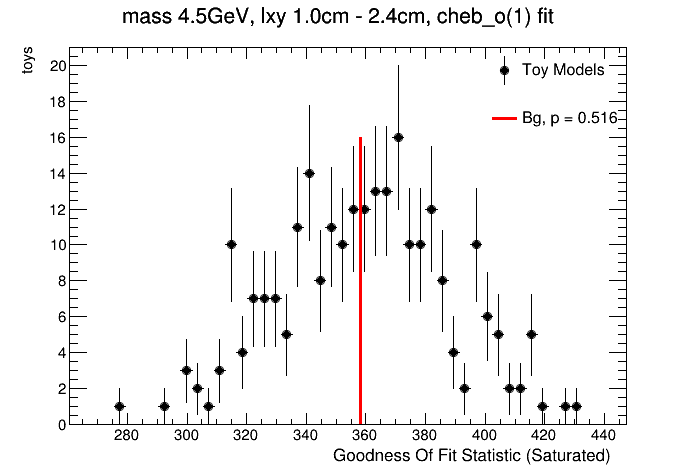 mass 4.5GeV, lxy 1.0cm - 2.4cm, cheb_o(1) fit
toys
20
18
16
14
12
10
8
6
4
2
0
Toy Models
Bg, p = 0.516
280 300 320 340 360 380 400 420 440
Goodness Of Fit Statistic (Saturated)